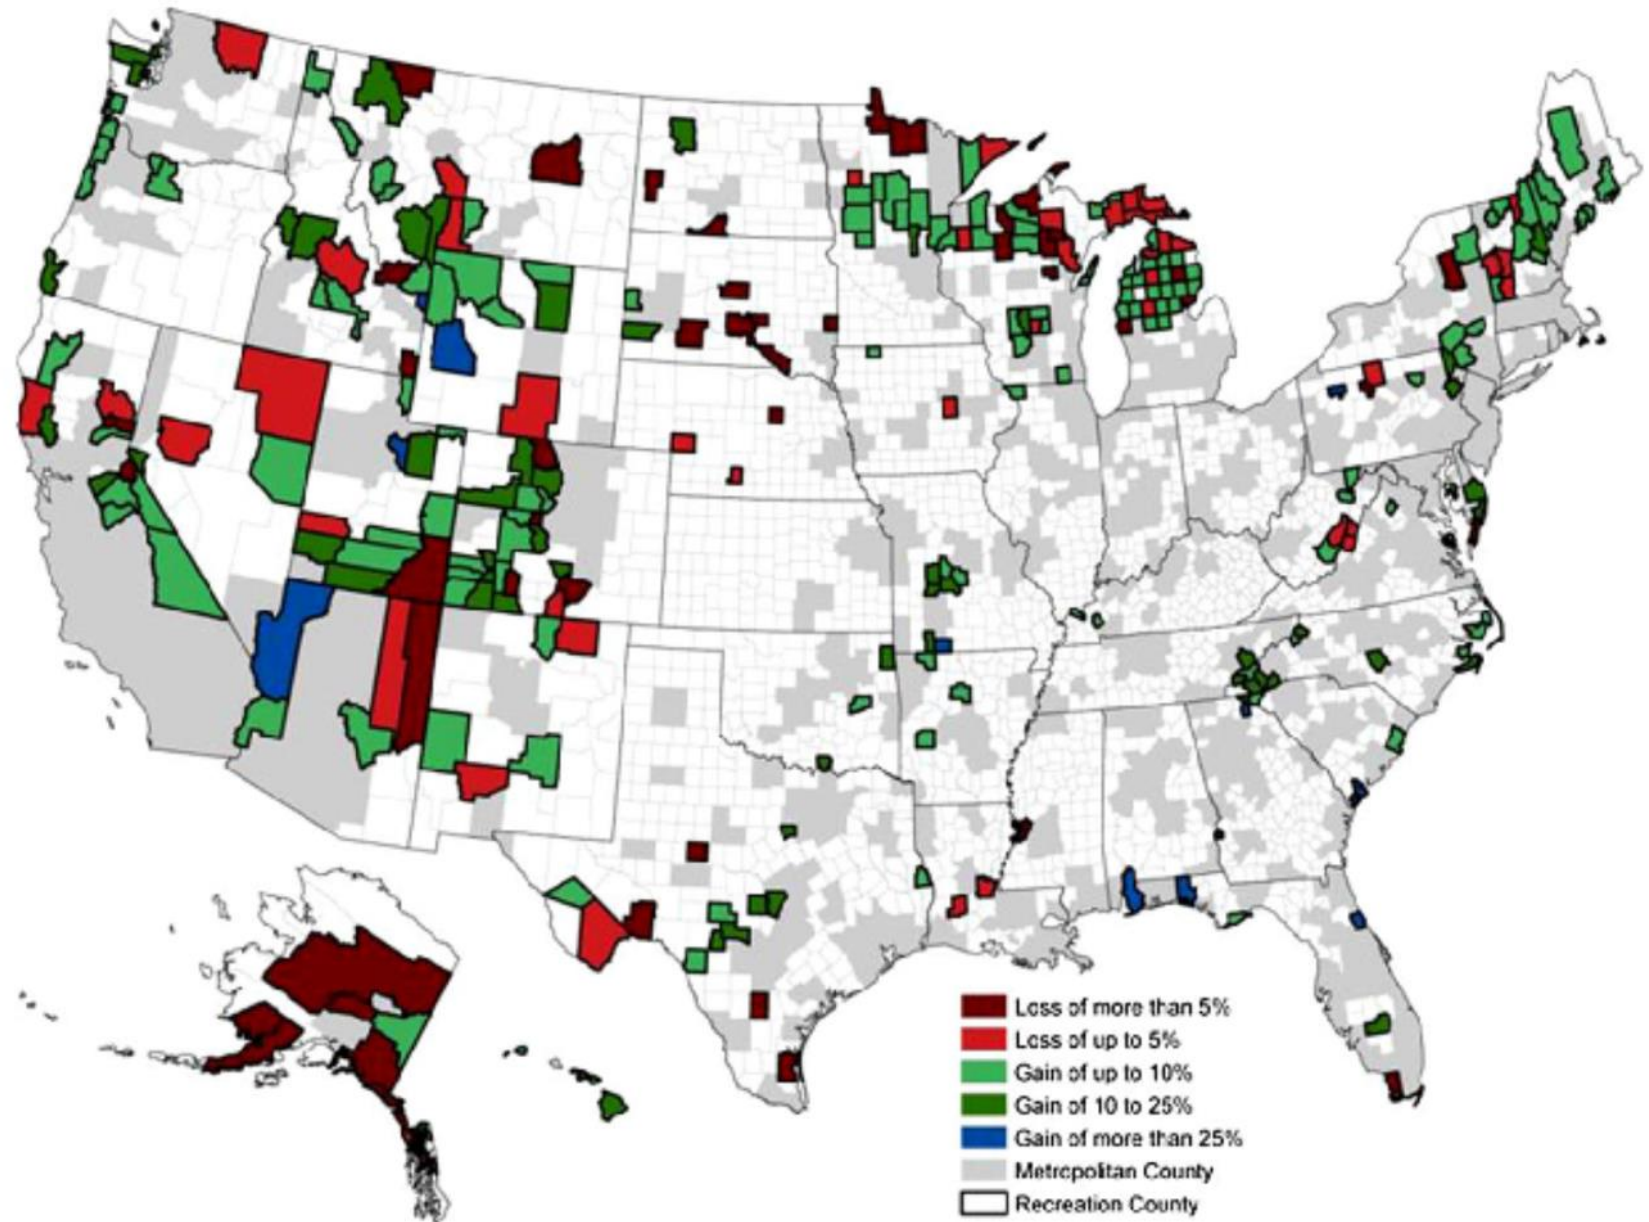 Loss of more than 5%
Loss of up to 5%
Gain of up to 10%
Gain of 10 to 25%
Gain of more than 25%
Metropolitan County
Recreation County